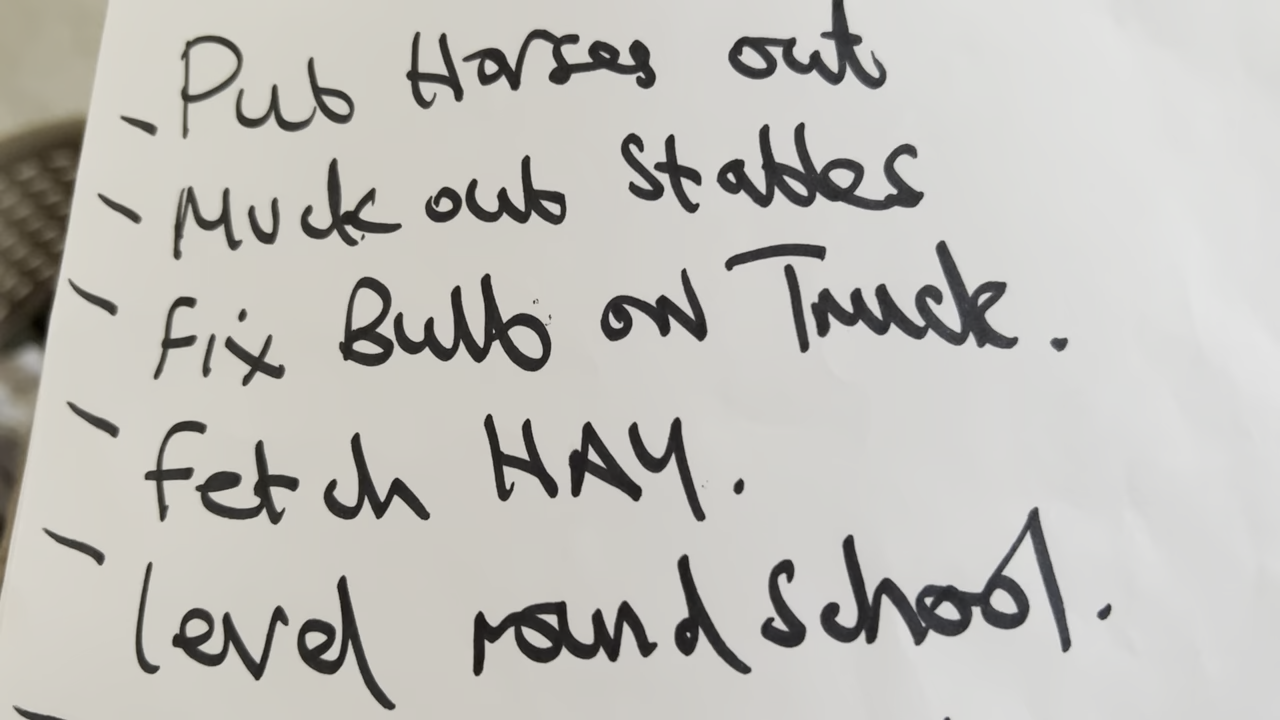 - Put Horses out
- Muck out Stables
- Fix Bulb on Truck.
- Fetch HAY.
- level round School.